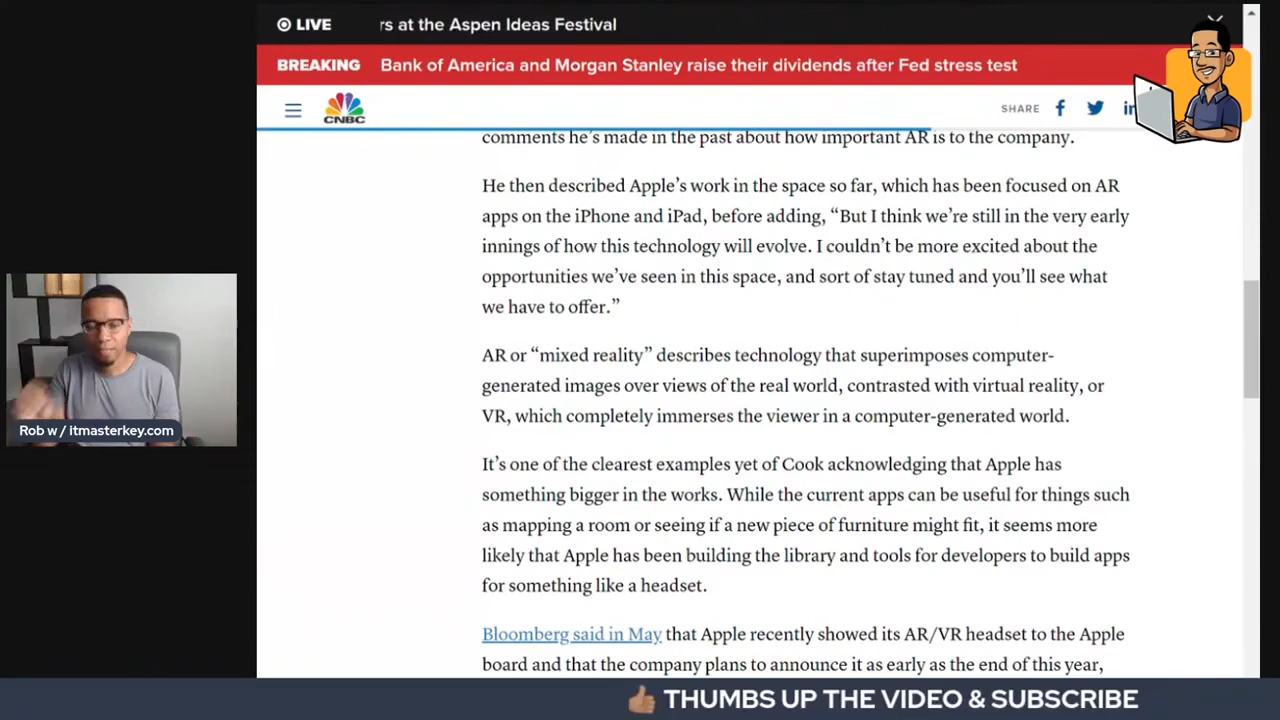 LIVE
rs at the Aspen Ideas Festival
BREAKING Bank of America and Morgan Stanley raise their dividends after Fed stress test
CNBC
SHARE
comments he's made in the past about how important AR is to the company.
He then described Apple's work in the space so far, which has been focused on AR
apps on the iPhone and iPad, before adding, “But I think we're still in the very early
innings of how this technology will evolve. I couldn't be more excited about the
opportunities we've seen in this space, and sort of stay tuned and you'll see what
we have to offer.”
AR or “mixed reality” describes technology that superimposes computer-
generated images over views of the real world, contrasted with virtual reality, or
VR, which completely immerses the viewer in a computer-generated world.
It's one of the clearest examples yet of Cook acknowledging that Apple has
something bigger in the works. While the current apps can be useful for things such
as mapping a room or seeing if a new piece of furniture might fit, it seems more
likely that Apple has been building the library and tools for developers to build apps
for something like a headset.
Bloomberg said in May that Apple recently showed its AR/VR headset to the Apple
board and that the company plans to announce it as early as the end of this year,
Rob w / itmasterkey.com
THUMBS UP THE VIDEO & SUBSCRIBE